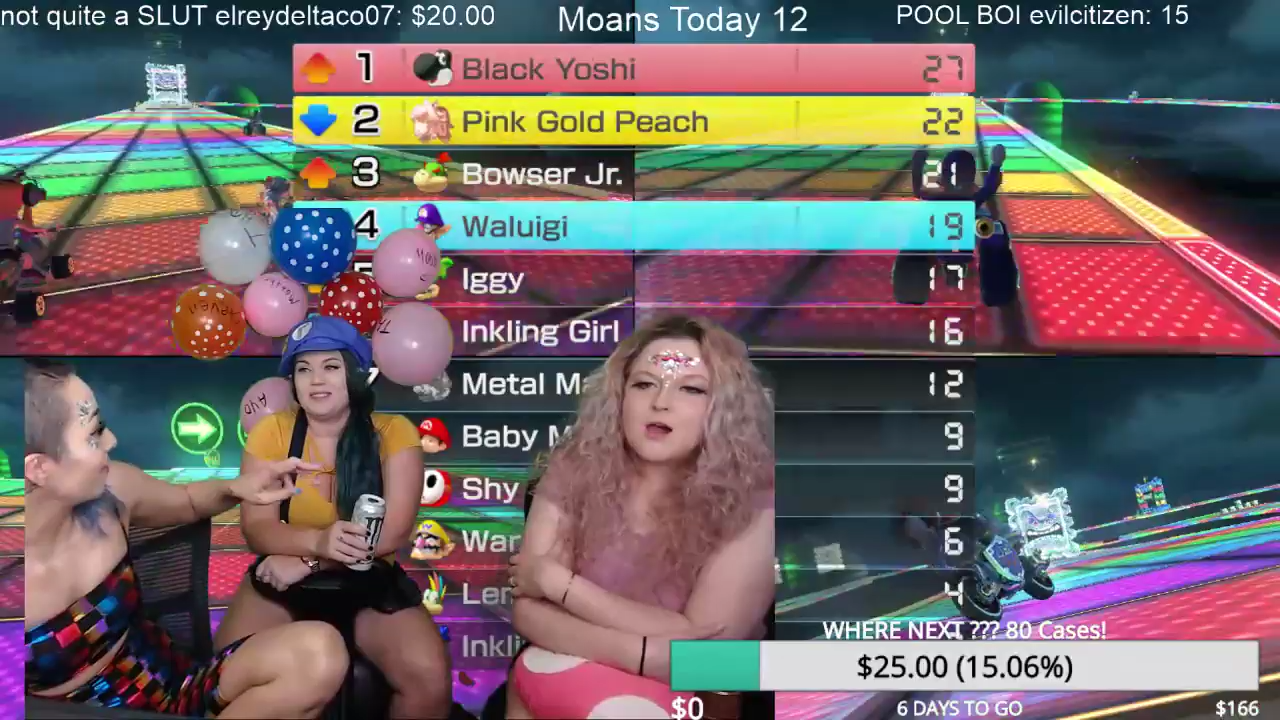 not quite a SLUT elreydeltaco07: $20.00
Moans Today 12
POOL BOI evilcitizen: 15
1 Black Yoshi 27
2 Pink Gold Peach 22
3 Bowser Jr. 21
4 Waluigi 19
Iggy 17
Inkling Girl 16
Metal Ma 12
Baby M 9
Shy 9
War 6
Lem 4
Inkli
WHERE NEXT ??? 80 Cases!
$25.00 (15.06%)
$0
6 DAYS TO GO
$166